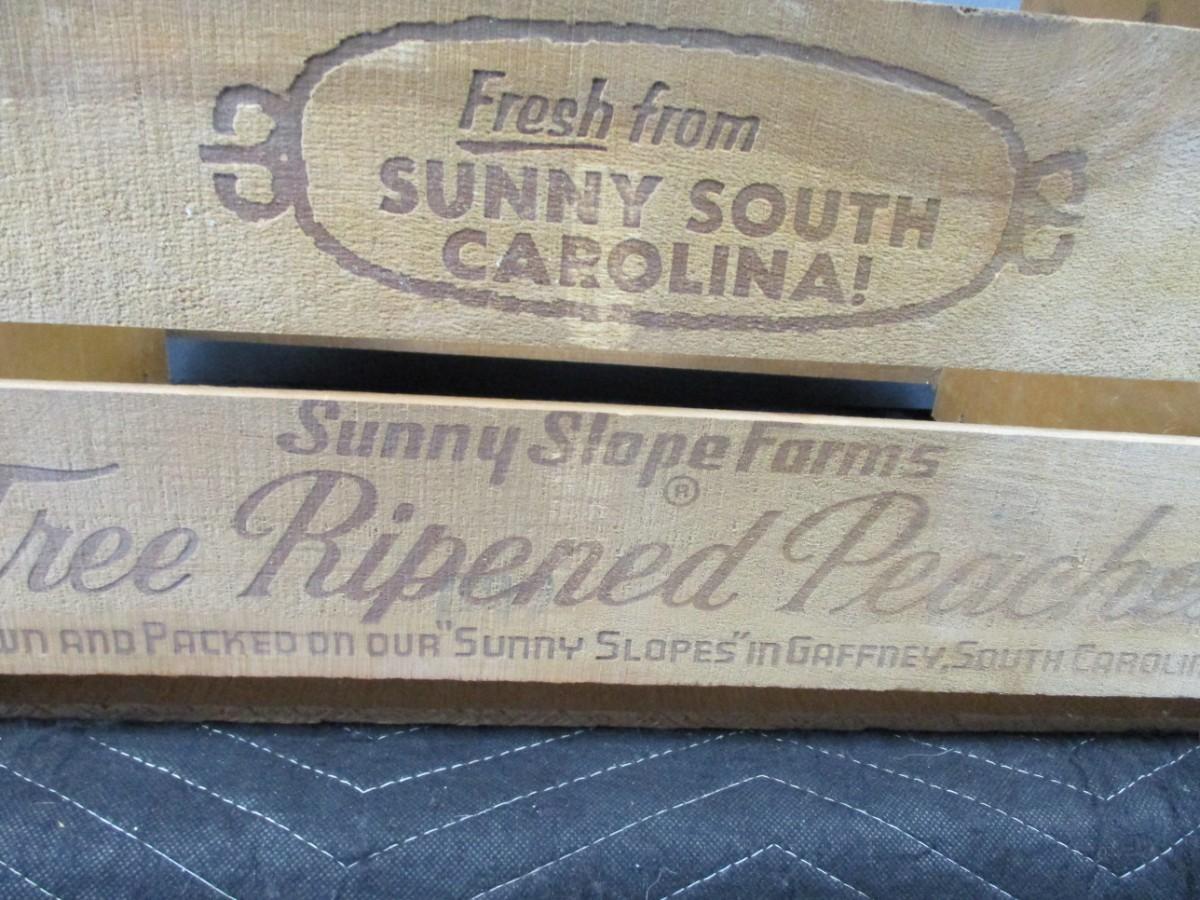 Fresh from
SUNNY SOUTH
CAROLINA!
Sunny Slope Farms
®
Tree Ripened Peache
wn AND PACKED ON OUR "SUNNY SLOPES" in GAFFNEY, SOUTH CAROLIN